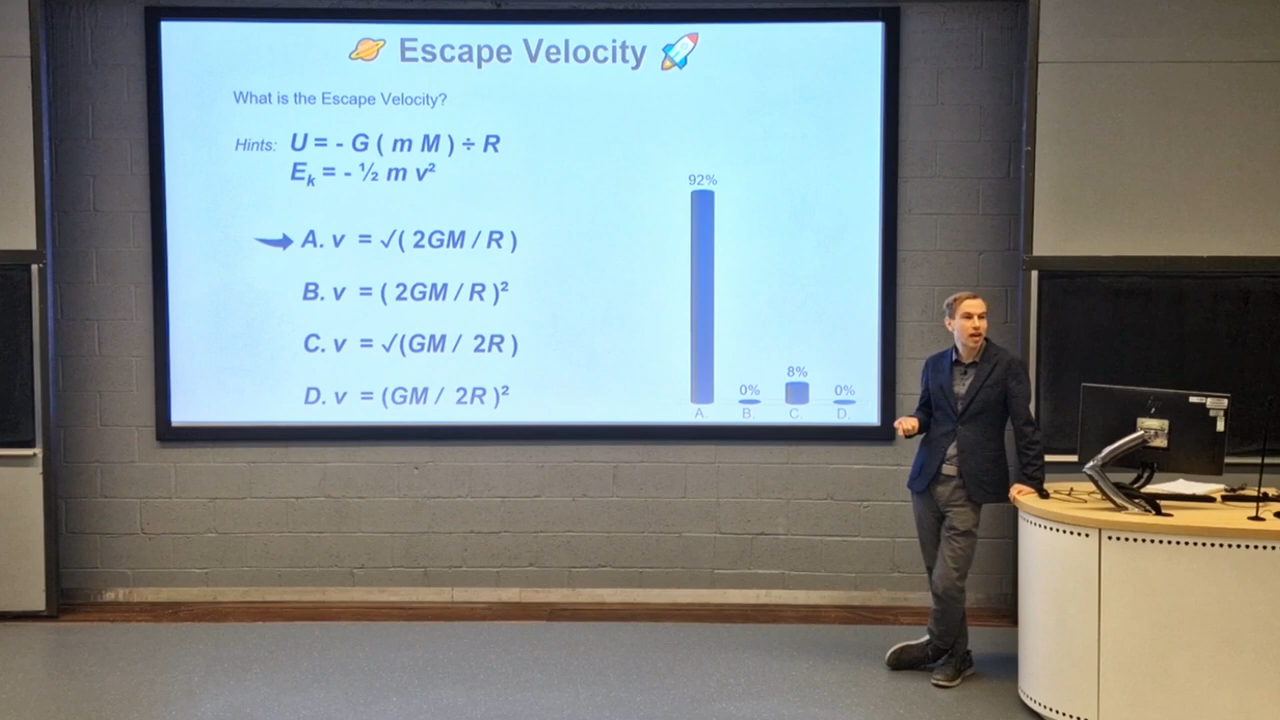 🪐 Escape Velocity 🚀
What is the Escape Velocity?
Hints: U = - G ( m M ) ÷ R
Eₖ = - ½ m v²
A. v = √( 2GM / R )
B. v = ( 2GM / R )²
C. v = √(GM / 2R )
D. v = (GM / 2R )²
92%
0%
8%
0%
A.
B.
C.
D.